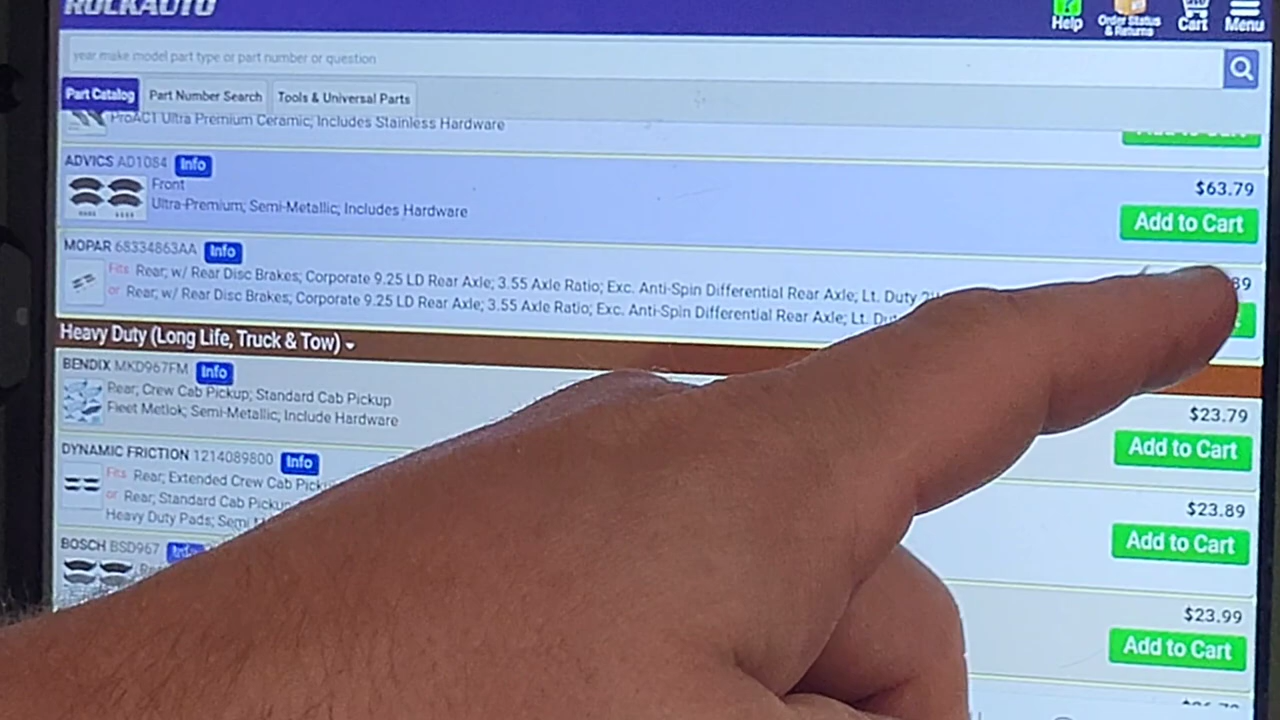 ROCKAUTO
Help
Order Status & Returns
Cart
Menu
year make model part type or part number or question
Part Catalog
Part Number Search
Tools & Universal Parts
ProACT Ultra Premium Ceramic; Includes Stainless Hardware
Add to Cart
ADVICS AD1084 Info
Front
Ultra-Premium; Semi-Metallic; Includes Hardware
$63.79
Add to Cart
MOPAR 68334863AA Info
Fits Rear; w/ Rear Disc Brakes; Corporate 9.25 LD Rear Axle; 3.55 Axle Ratio; Exc. Anti-Spin Differential Rear Axle; Lt. Duty
or Rear; w/ Rear Disc Brakes; Corporate 9.25 LD Rear Axle; 3.55 Axle Ratio; Exc. Anti-Spin Differential Rear Axle; Lt.
89
Heavy Duty (Long Life, Truck & Tow)
BENDIX MKD967FM Info
Rear; Crew Cab Pickup; Standard Cab Pickup
Fleet Metlok; Semi-Metallic; Include Hardware
$23.79
Add to Cart
DYNAMIC FRICTION 1214089800 Info
Fits Rear; Extended Crew Cab
or Rear; Standard Cab
Heavy Duty Pads;
$23.89
Add to Cart
BOSCH BSD967 Info
$23.99
Add to Cart